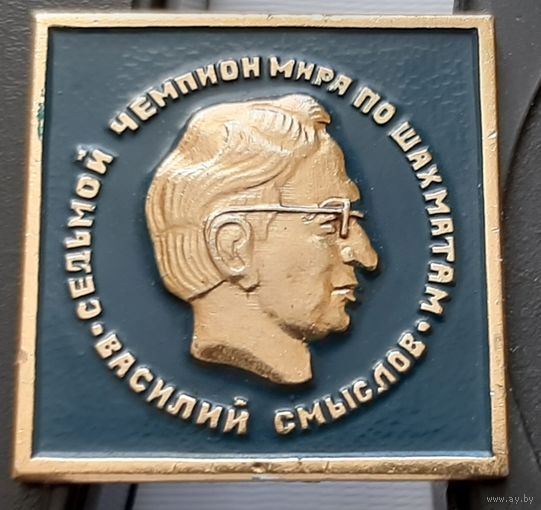 СЕДЬМОЙ ЧЕМПИОН МИРА ПО ШАХМАТАМ
• ВАСИЛИЙ СМЫСЛОВ •
www.ay.by